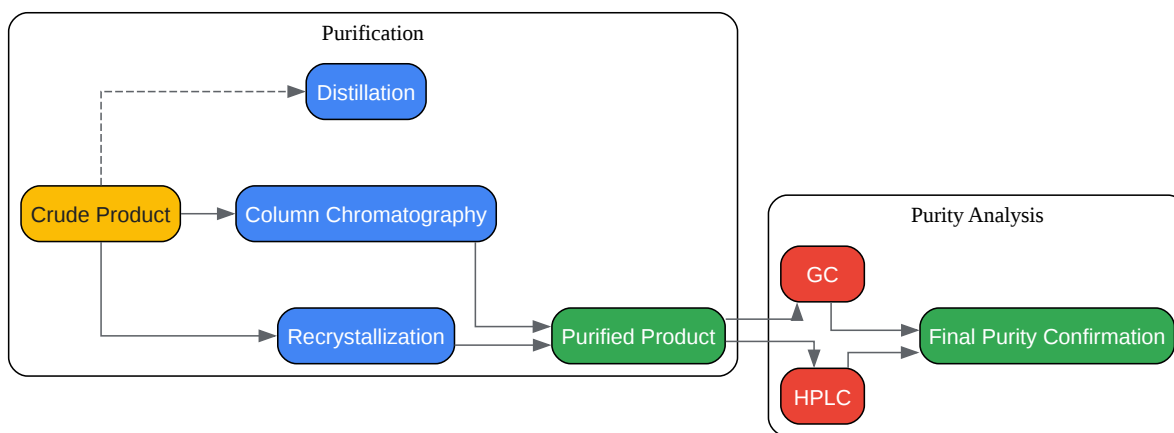 Purification
Distillation
Crude Product
Column Chromatography
Recrystallization
Purified Product
Purity Analysis
GC
HPLC
Final Purity Confirmation